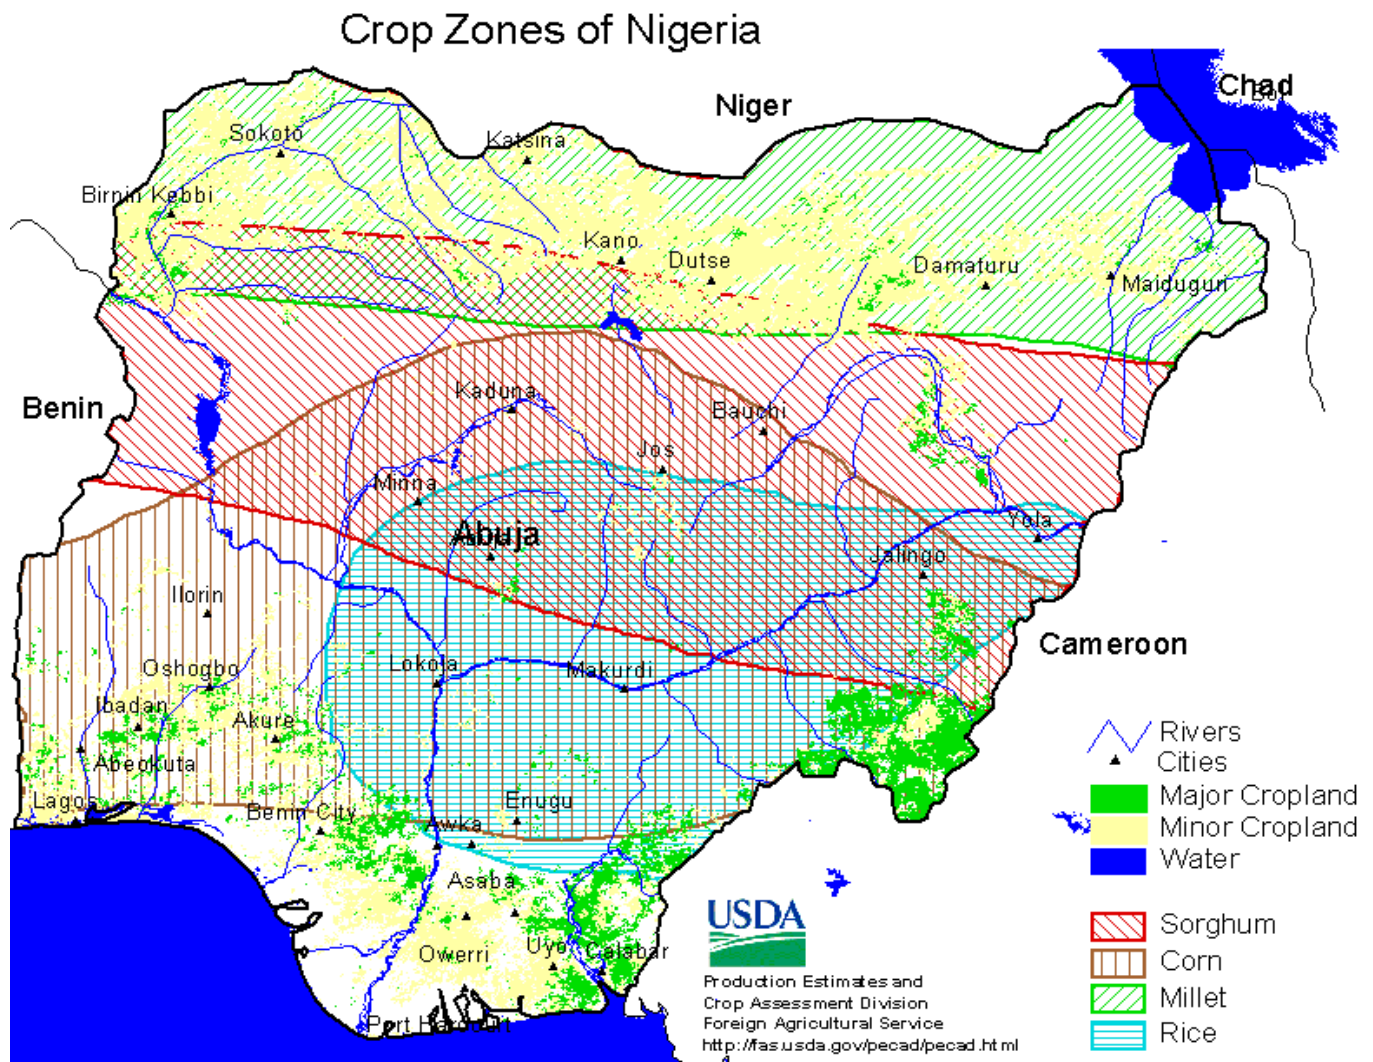 Crop Zones of Nigeria
Niger
Chad
Sokoto
Katsina
Birnin Kebbi
Kano
Dutse
Damaturu
Maiduguri
Benin
Kaduna
Bauchi
Jos
Minna
Abuja
Yola
Jalingo
Ilorin
Cameroon
Oshogbo
Lokoja
Makurdi
Ibadan
Akure
Abeokuta
Lagos
Benin City
Enugu
Awka
Asaba
Owerri
Uyo
Calabar
Port Harcourt
Rivers
Cities
Major Cropland
Minor Cropland
Water
Sorghum
Corn
Millet
Rice
USDA
Production Estimates and
Crop Assessment Division
Foreign Agricultural Service
http://fas.usda.gov/pecad/pecad.html